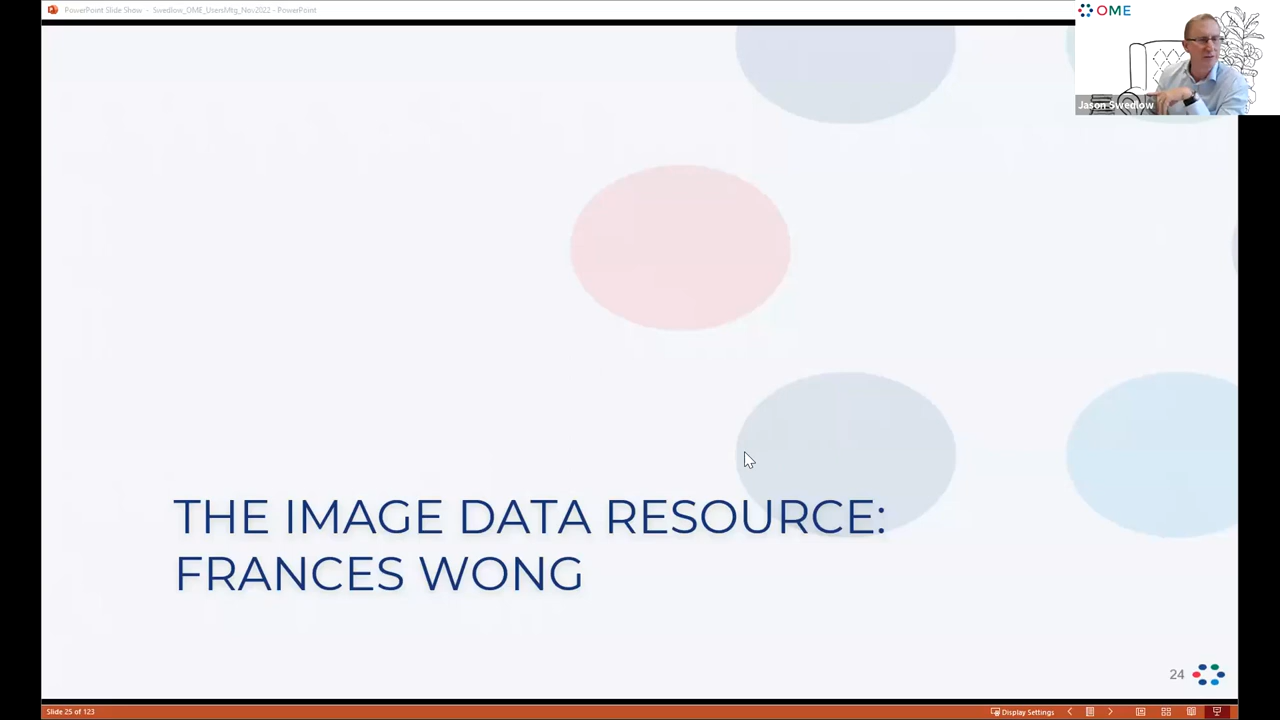 PowerPoint Slide Show - Swedlow_OME_UsersMtg_Nov2022 - PowerPoint
OME
Jason Swedlow
THE IMAGE DATA RESOURCE:
FRANCES WONG
24
Slide 25 of 123
Display Settings